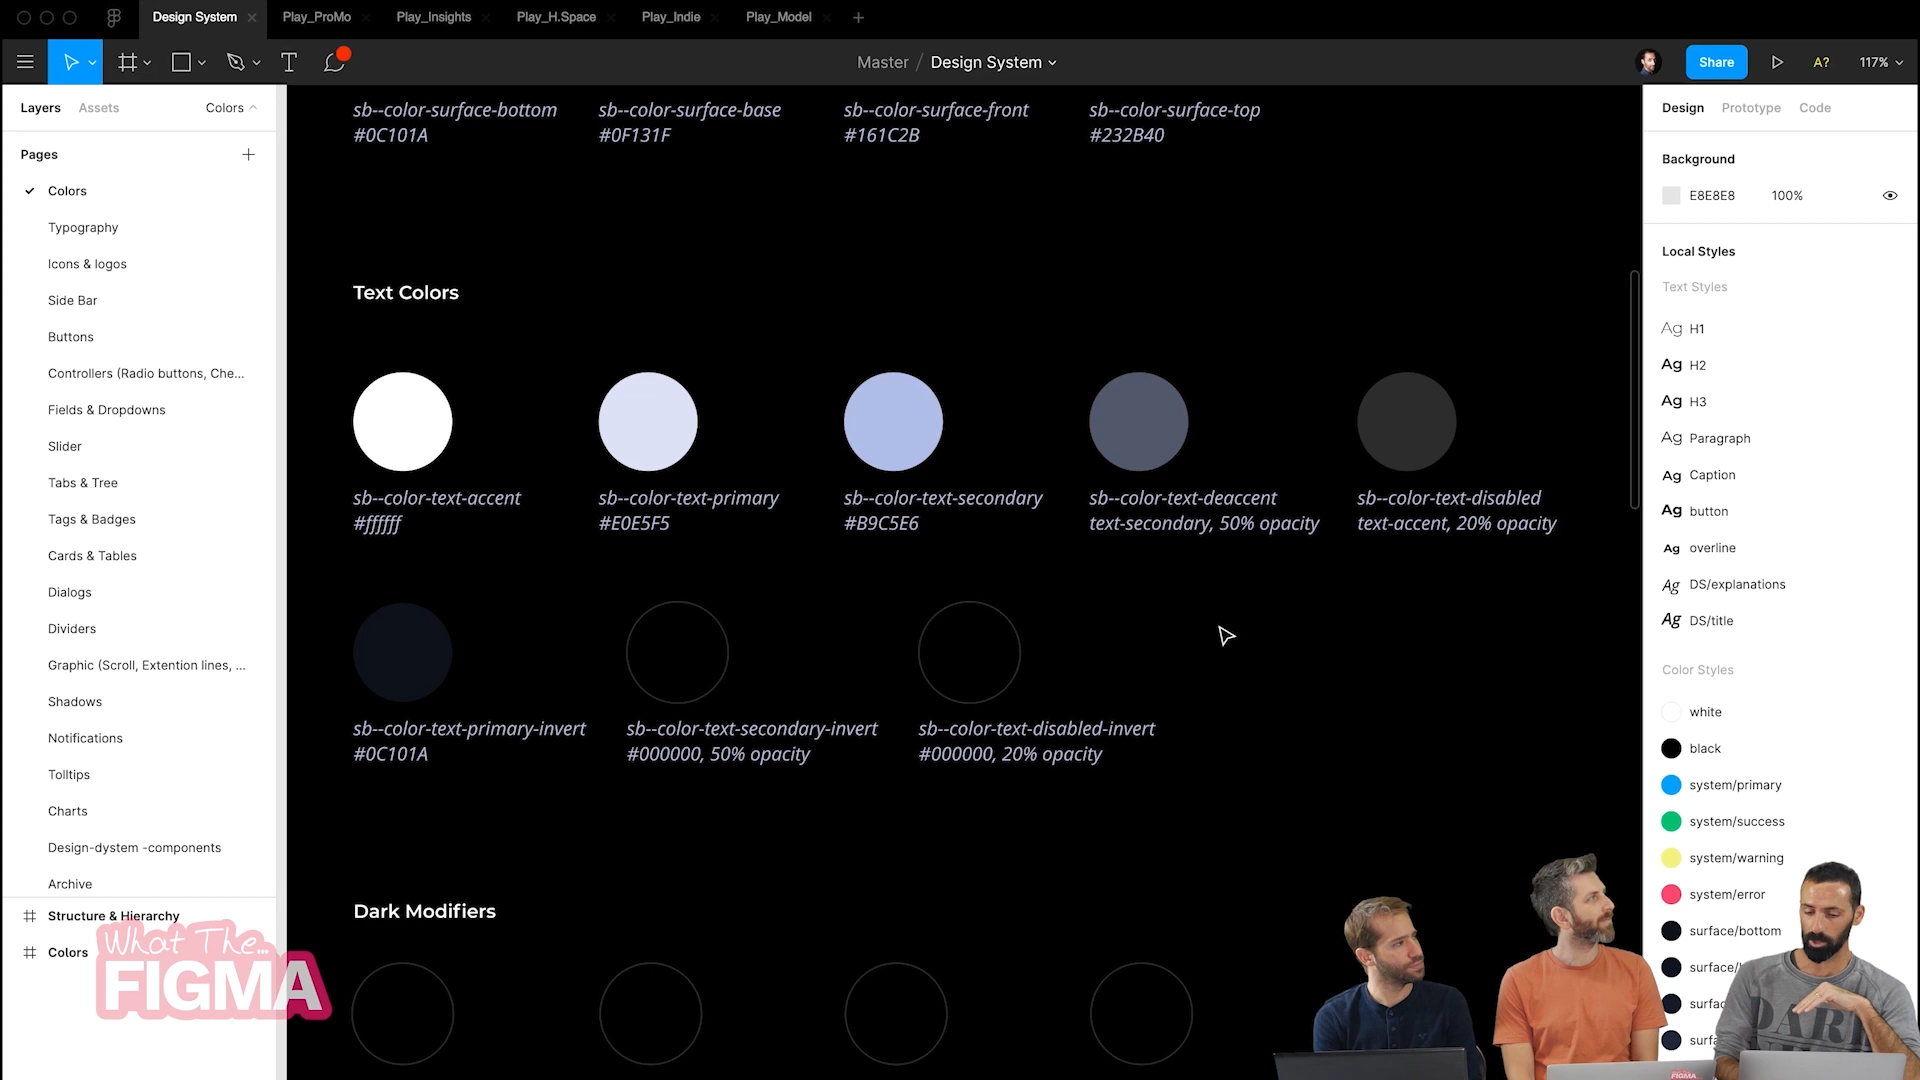 Design System
Play_ProMo
Play_Insights
Play_H.Space
Play_Indie
Play_Model
Master / Design System
Share
A?
117%
Layers
Assets
Colors
Pages
Colors
Typography
Icons & logos
Side Bar
Buttons
Controllers (Radio buttons, Che...
Fields & Dropdowns
Slider
Tabs & Tree
Tags & Badges
Cards & Tables
Dialogs
Dividers
Graphic (Scroll, Extention lines, ...
Shadows
Notifications
Tolltips
Charts
Design-dystem -components
Archive
Structure & Hierarchy
Colors
What The...
FIGMA
sb--color-surface-bottom
#0C101A
sb--color-surface-base
#0F131F
sb--color-surface-front
#161C2B
sb--color-surface-top
#232B40
Text Colors
sb--color-text-accent
#ffffff
sb--color-text-primary
#E0E5F5
sb--color-text-secondary
#B9C5E6
sb--color-text-deaccent
text-secondary, 50% opacity
sb--color-text-disabled
text-accent, 20% opacity
sb--color-text-primary-invert
#0C101A
sb--color-text-secondary-invert
#000000, 50% opacity
sb--color-text-disabled-invert
#000000, 20% opacity
Dark Modifiers
Design
Prototype
Code
Background
E8E8E8
100%
Local Styles
Text Styles
Ag H1
Ag H2
Ag H3
Ag Paragraph
Ag Caption
Ag button
Ag overline
Ag DS/explanations
Ag DS/title
Color Styles
white
black
system/primary
system/success
system/warning
system/error
surface/bottom
FIGMA